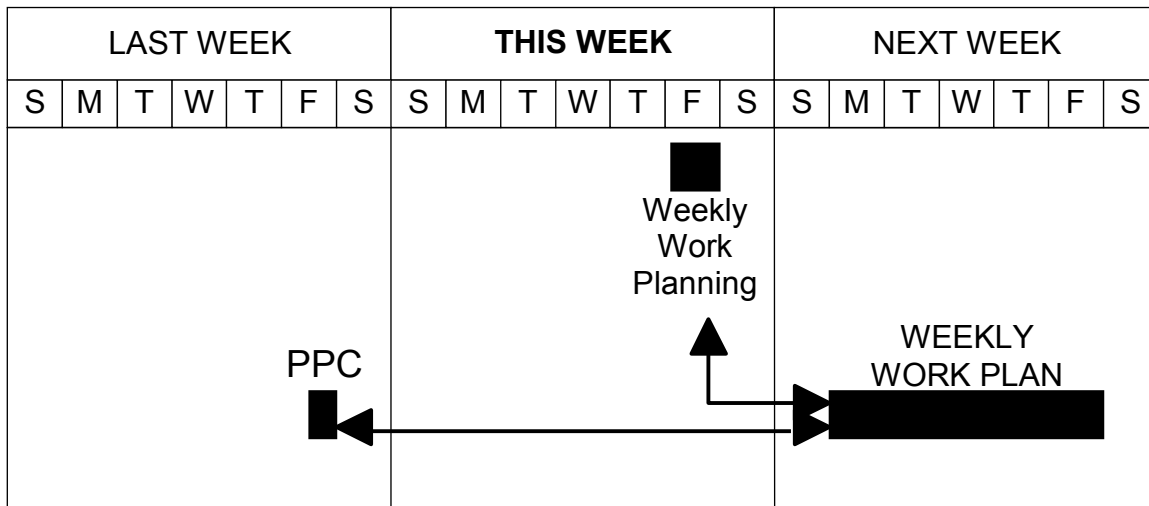 LAST WEEK THIS WEEK NEXT WEEK
S M T W T F S S M T W T F S S M T W T F S
Weekly
Work
Planning
PPC
WEEKLY
WORK PLAN